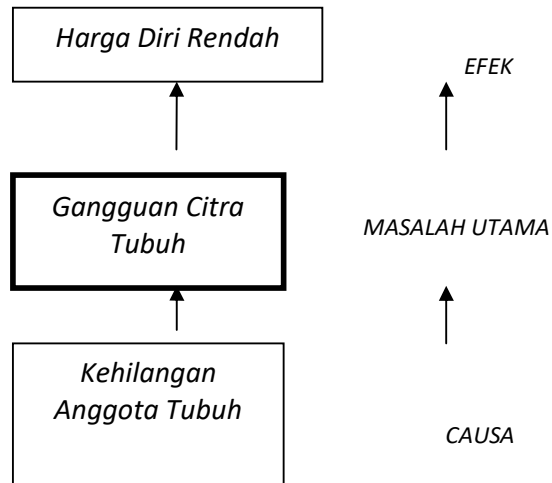 Harga Diri Rendah
EFEK
Gangguan Citra
Tubuh
MASALAH UTAMA
Kehilangan
Anggota Tubuh
CAUSA